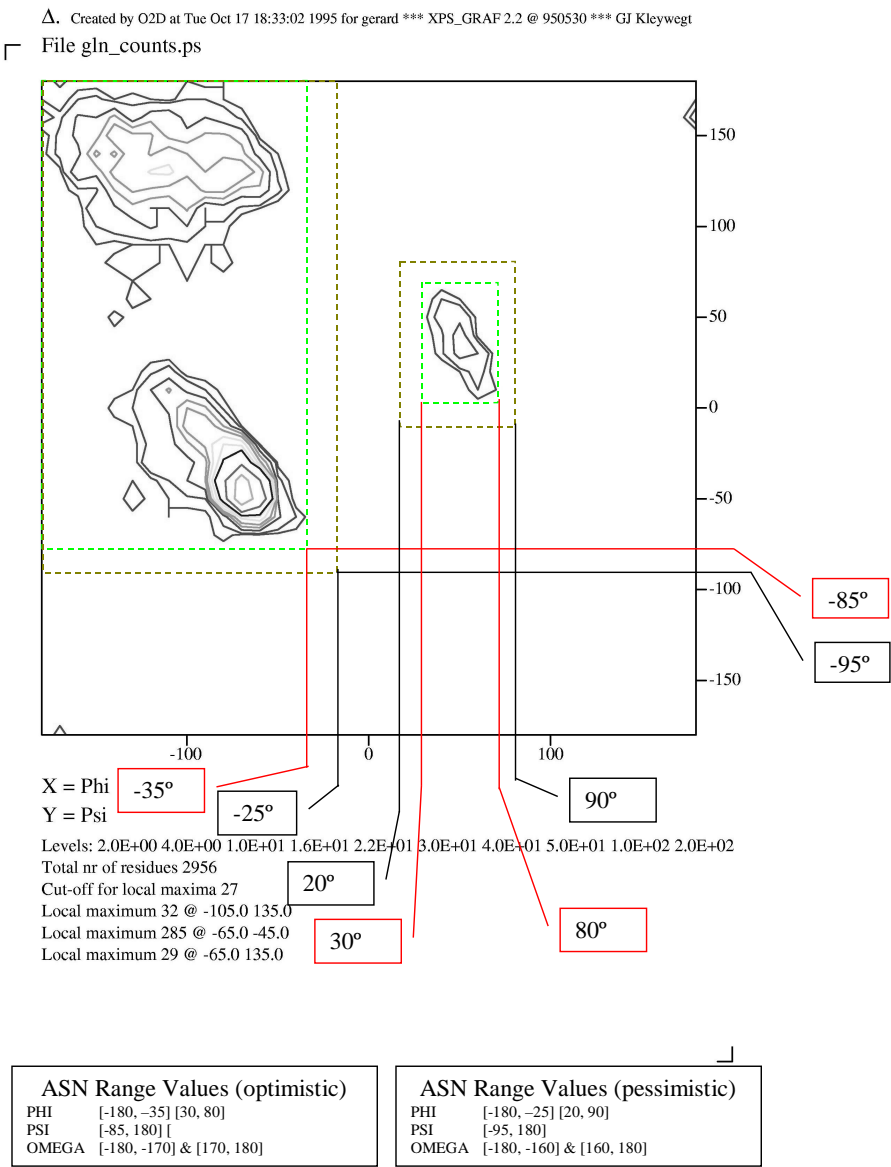 Δ. Created by O2D at Tue Oct 17 18:33:02 1995 for gerard *** XPS_GRAF 2.2 @ 950530 *** GJ Kleywegt
File gln_counts.ps
150
100
50
0
-50
-100
-150
-85º
-95º
-100
0
100
X = Phi
Y = Psi
-35º
-25º
90º
Levels: 2.0E+00 4.0E+00 1.0E+01 1.6E+01 2.2E+01 3.0E+01 4.0E+01 5.0E+01 1.0E+02 2.0E+02
Total nr of residues 2956
Cut-off for local maxima 27
Local maximum 32 @ -105.0 135.0
Local maximum 285 @ -65.0 -45.0
Local maximum 29 @ -65.0 135.0
20º
30º
80º
ASN Range Values (optimistic)
PHI [-180, –35] [30, 80]
PSI [-85, 180] [
OMEGA [-180, -170] & [170, 180]
ASN Range Values (pessimistic)
PHI [-180, –25] [20, 90]
PSI [-95, 180]
OMEGA [-180, -160] & [160, 180]